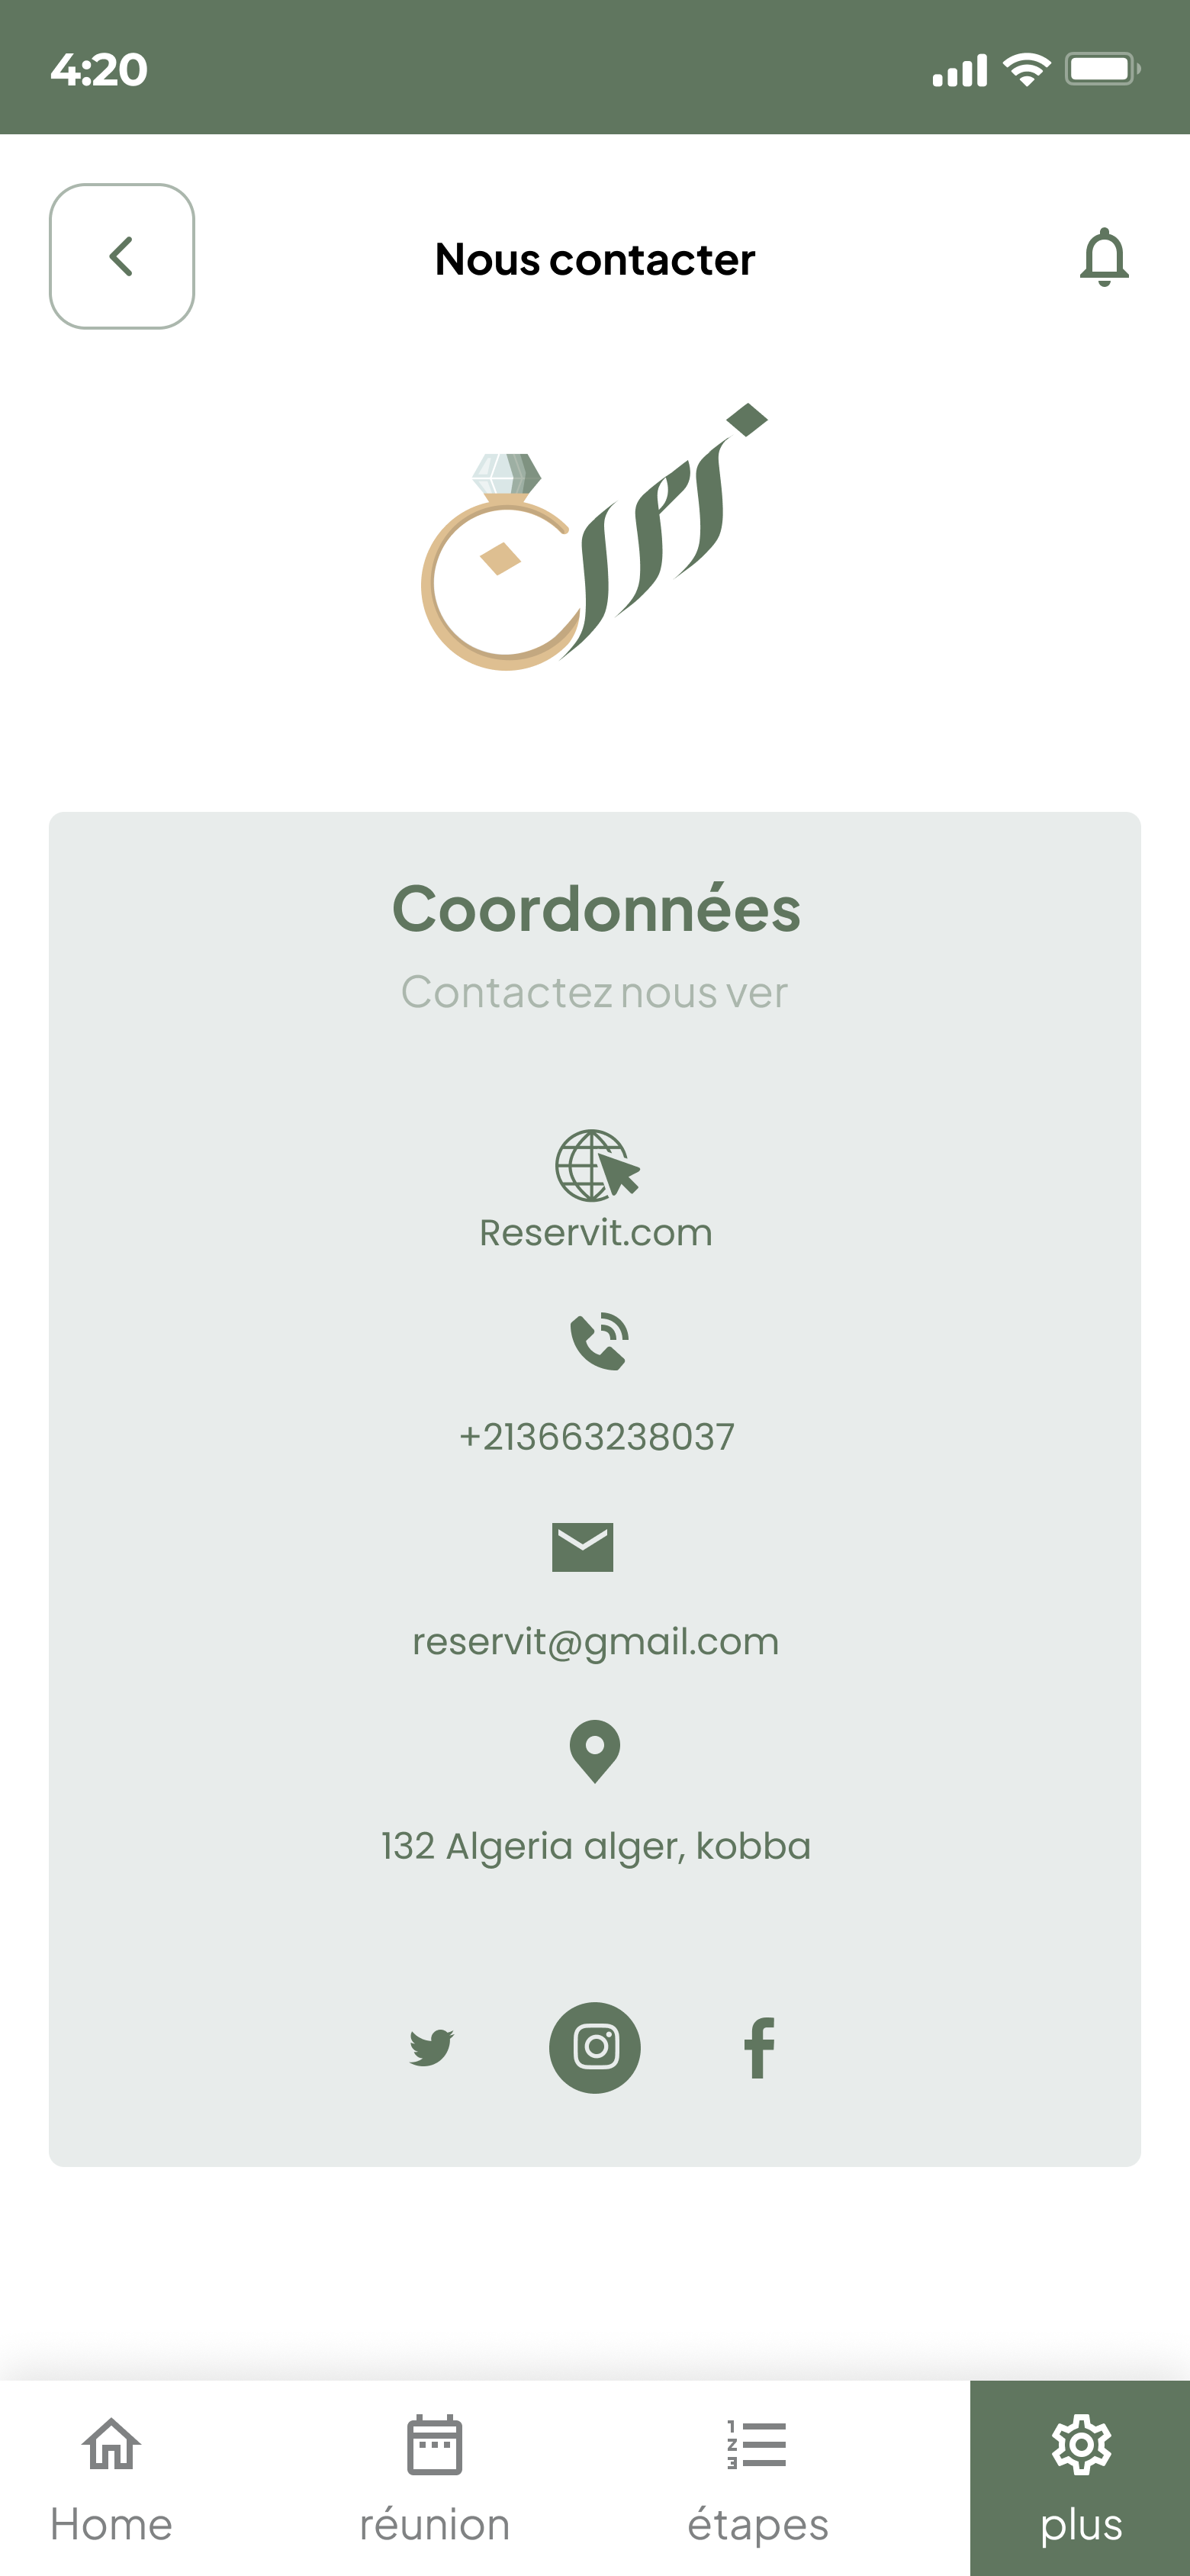 4:20
Nous contacter
Coordonnées
Contactez nous ver
Reservit.com
+213663238037
reservit@gmail.com
132 Algeria alger, kobba
Home
réunion
étapes
plus